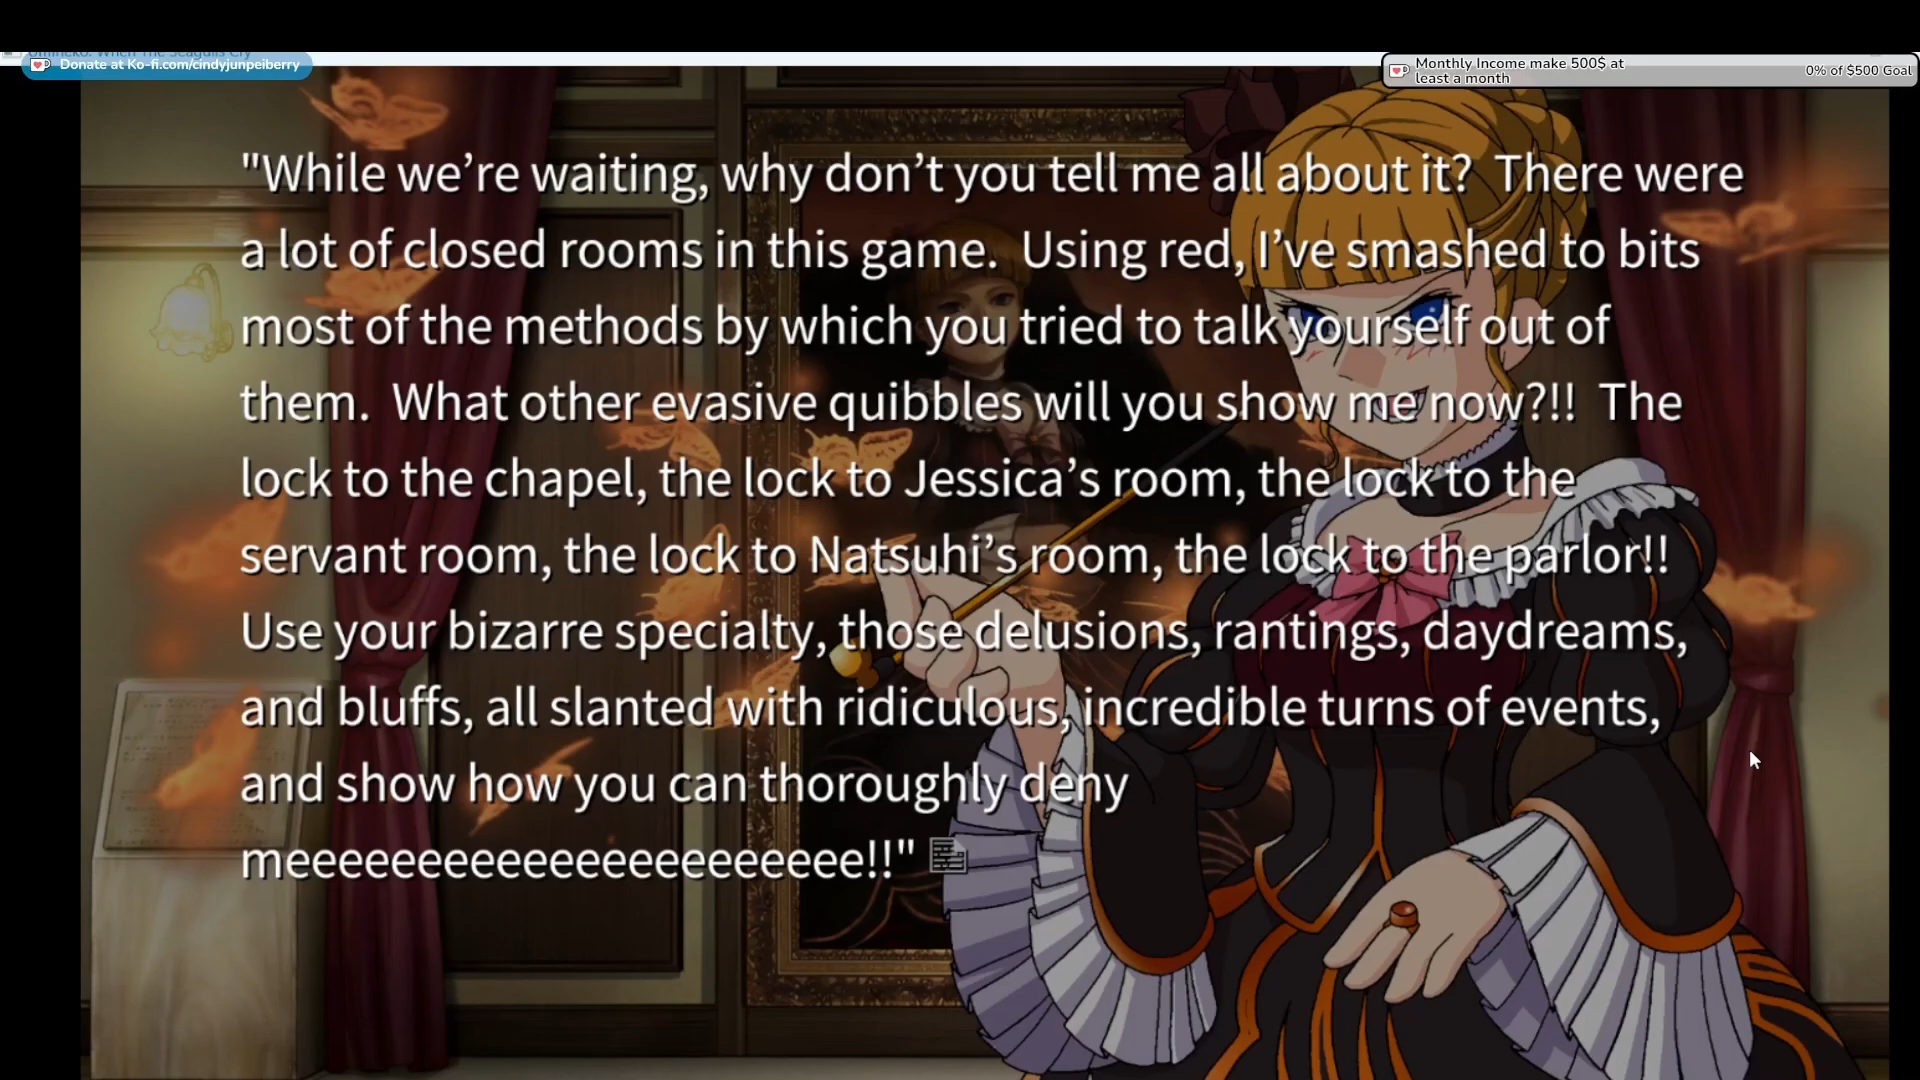 Umineko: When The Seagulls Cry
Donate at Ko-fi.com/cindyjunpeiberry
Monthly Income make 500$ at
least a month
0% of $500 Goal
"While we’re waiting, why don’t you tell me all about it?  There were
a lot of closed rooms in this game.  Using red, I’ve smashed to bits
most of the methods by which you tried to talk yourself out of
them.  What other evasive quibbles will you show me now?!!  The
lock to the chapel, the lock to Jessica’s room, the lock to the
servant room, the lock to Natsuhi’s room, the lock to the parlor!!
Use your bizarre specialty, those delusions, rantings, daydreams,
and bluffs, all slanted with ridiculous, incredible turns of events,
and show how you can thoroughly deny
meeeeeeeeeeeeeeeeeeeeeee!!"